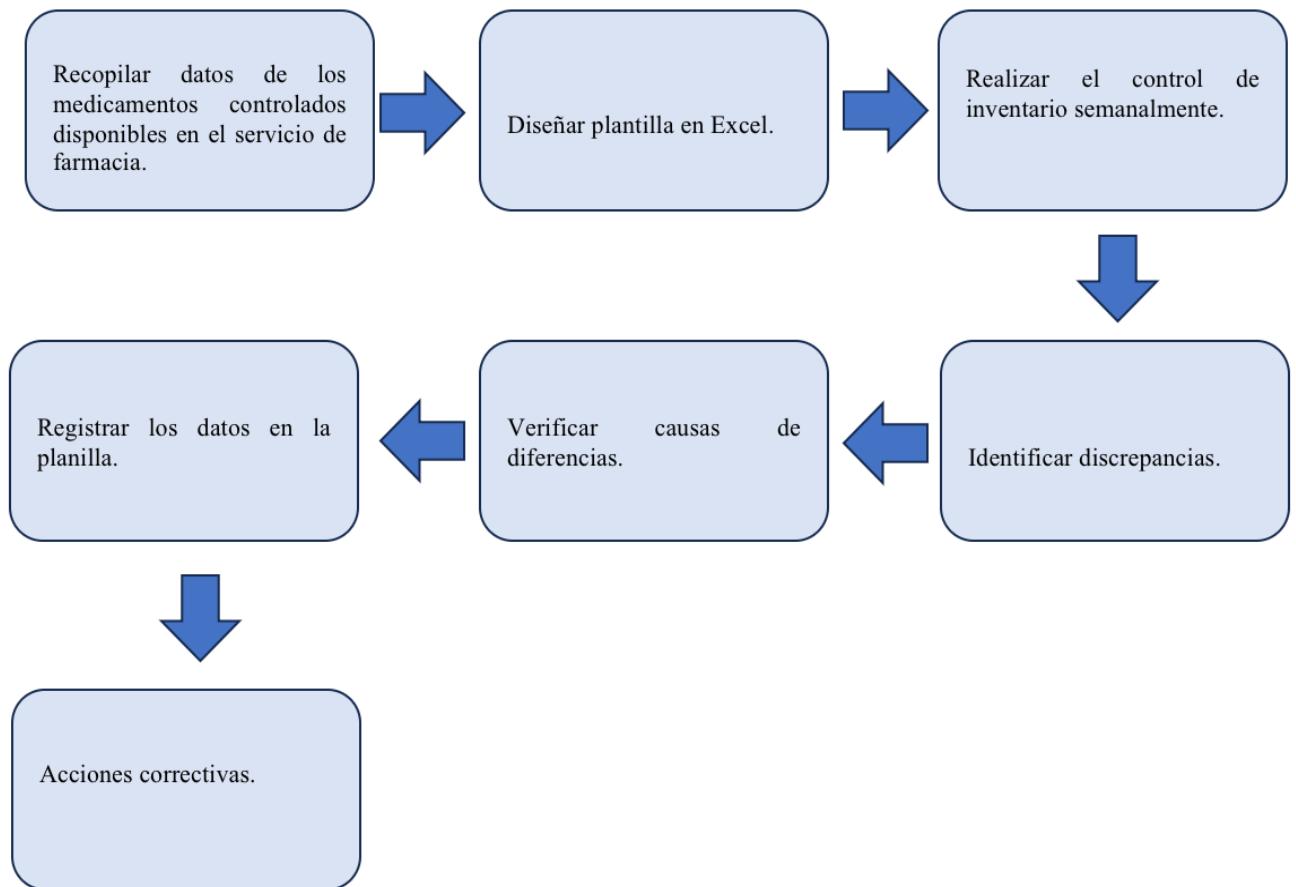 Recopilar datos de los
medicamentos controlados
disponibles en el servicio de
farmacia.
Diseñar plantilla en Excel.
Realizar el control de
inventario semanalmente.
Identificar discrepancias.
Verificar causas de
diferencias.
Registrar los datos en la
planilla.
Acciones correctivas.